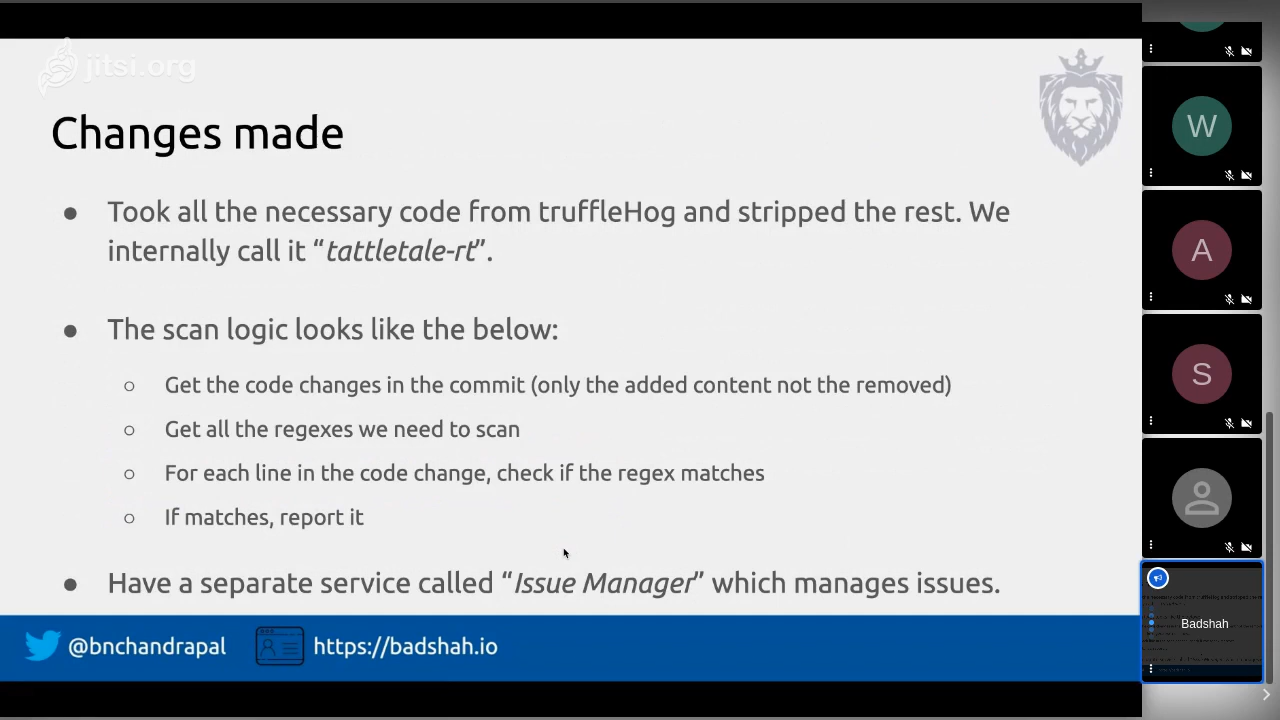 jitsi.org
Changes made
● Took all the necessary code from truffleHog and stripped the rest. We
internally call it “tattletale-rt”.
● The scan logic looks like the below:
○ Get the code changes in the commit (only the added content not the removed)
○ Get all the regexes we need to scan
○ For each line in the code change, check if the regex matches
○ If matches, report it
● Have a separate service called “Issue Manager” which manages issues.
@bnchandrapal https://badshah.io
W
A
S
Badshah